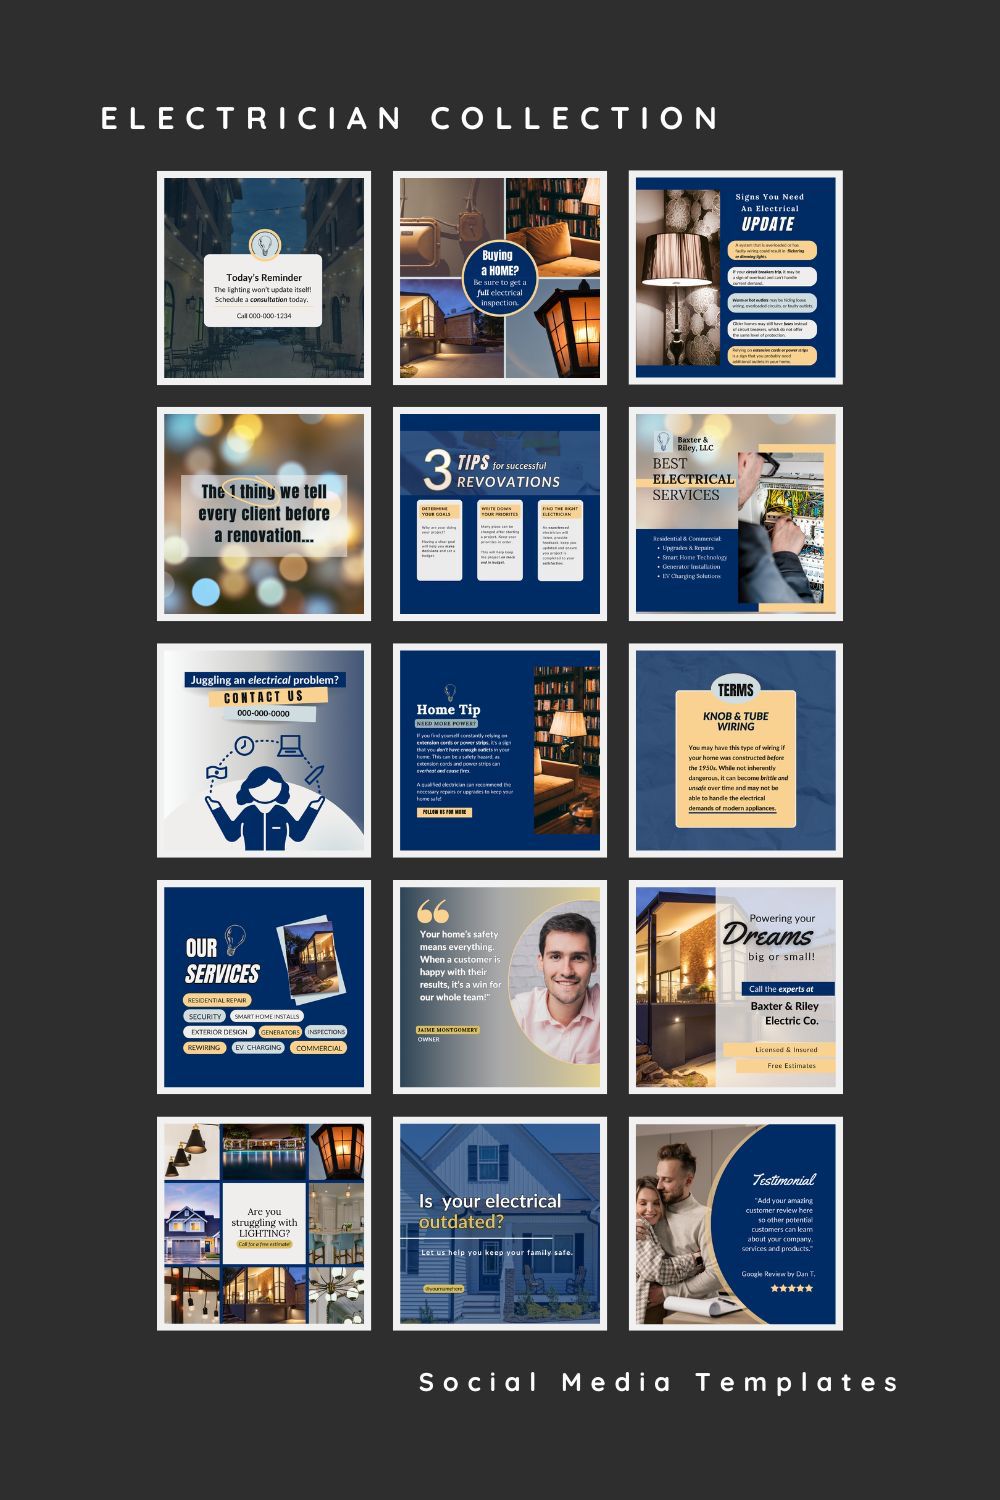 ELECTRICIAN COLLECTION
Today's Reminder
The lighting won't update itself!
Schedule a consultation today.
Call 000-000-1234
Buying
a HOME?
Be sure to get a
full electrical
inspection.
Signs You Need
An Electrical
UPDATE
A system that is overloaded or has
faulty wiring could result in flickering
or dimming lights.
If your circuit breakers trip, it may be
a sign of overload and can't handle
current demand.
Warm or hot outlets may be hiding loose
wiring, overloaded circuits, or faulty outlets.
Older homes may still have fuses instead
of circuit breakers, which do not offer
the same level of protection.
Relying on extension cords or power strips
is a sign that you probably need
additional outlets in your home.
The 1 thing we tell
every client before
a renovation...
3 TIPS for successful
REVOVATIONS
DETERMINE
YOUR GOALS
Why are you doing
your project?
Having a clear goal
will help you make
decisions and set a
budget.
WRITE DOWN
YOUR PRIORITIES
Many plans can be
changed after starting
a project. Keep your
priorities in order.
This will help keep
the project on track
and in budget.
FIND THE RIGHT
ELECTRICIAN
An experienced
electrician will
listen, provide
feedback, keep you
updated and ensure
you project is
completed to your
satisfaction.
Baxter &
Riley, LLC
BEST
ELECTRICAL
SERVICES
Residential & Commercial:
• Upgrades & Repairs
• Smart Home Technology
• Generator Installation
• EV Charging Solutions
Juggling an electrical problem?
CONTACT US
000-000-0000
Home Tip
NEED MORE POWER?
If you find yourself constantly relying on
extension cords or power strips, it's a sign
that you don't have enough outlets in your
home. This can be a safety hazard, as
extension cords and power strips can
overheat and cause fires.
A qualified electrician can recommend the
necessary repairs or upgrades to keep your
home safe!
FOLLOW US FOR MORE
TERMS
KNOB & TUBE
WIRING
You may have this type of wiring if
your home was constructed before
the 1950s. While not inherently
dangerous, it can become brittle and
unsafe over time and may not be
able to handle the electrical
demands of modern appliances.
OUR
SERVICES
RESIDENTIAL REPAIR
SECURITY SMART HOME INSTALLS
EXTERIOR DESIGN GENERATORS INSPECTIONS
REWIRING EV CHARGING COMMERCIAL
Your home's safety
means everything.
When a customer is
happy with their
results, it's a win for
our whole team!"
JAIME MONTGOMERY
OWNER
Powering your
Dreams
big or small!
Call the experts at
Baxter & Riley
Electric Co.
Licensed & Insured
Free Estimates
Are you
struggling with
LIGHTING?
Call for a free estimate!
Is your electrical
outdated?
Let us help you keep your family safe.
@yournamehere
Testimonial
"Add your amazing
customer review here
so other potential
customers can learn
about your company,
services and products."
Google Review by Dan T.
Social Media Templates